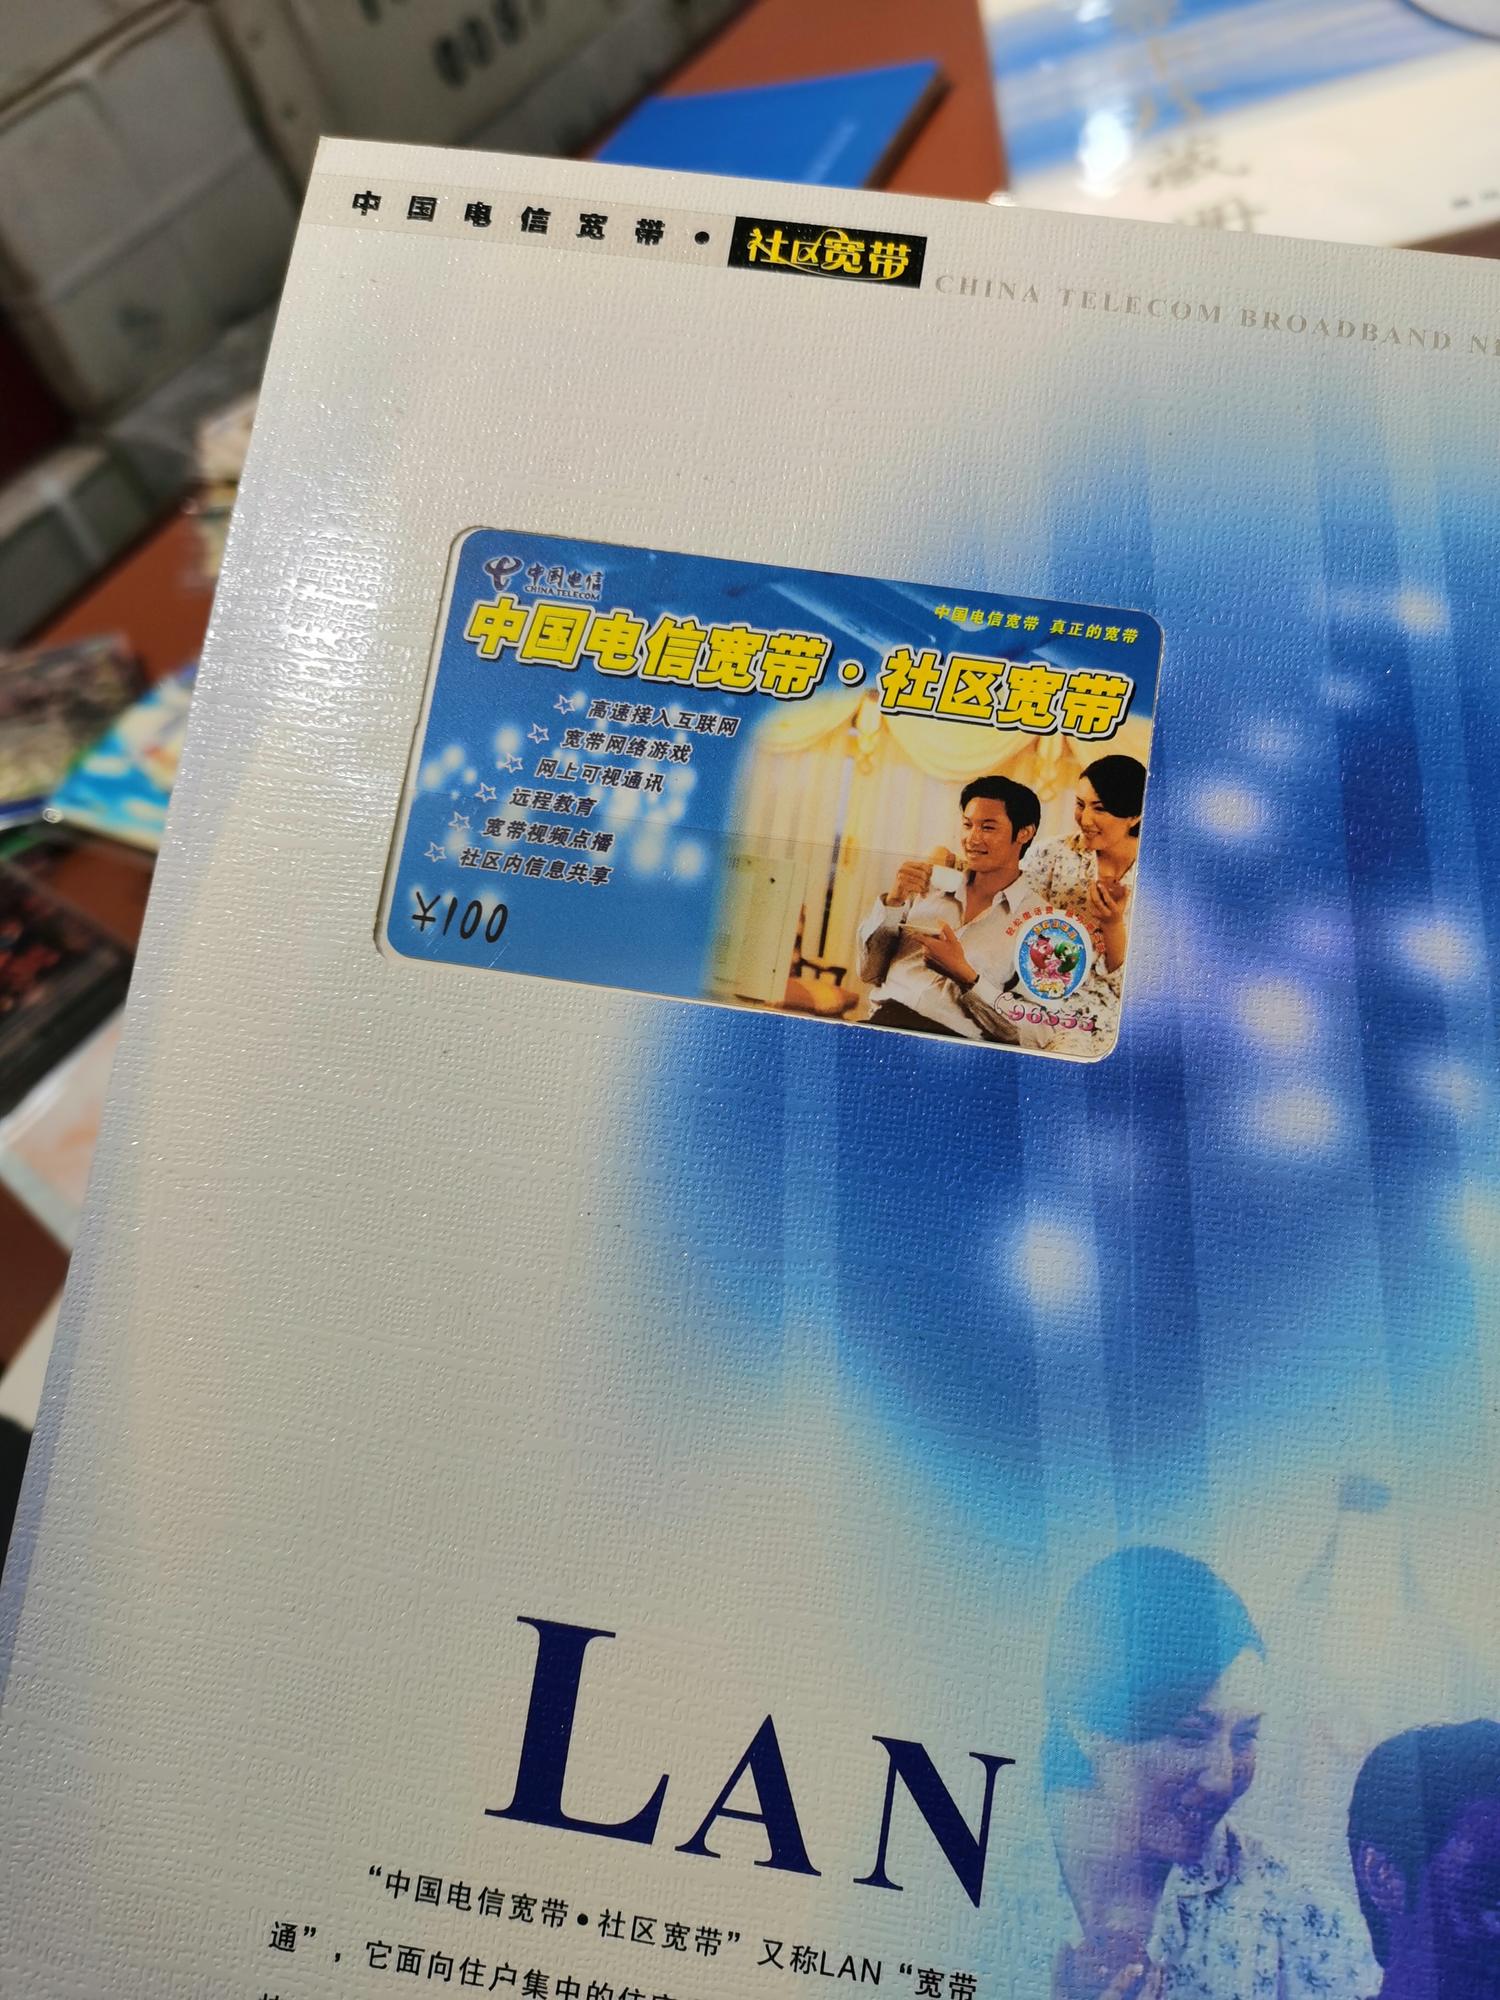 中国电信宽带·社区宽带
CHINA TELECOM BROADBAND
中国电信
CHINA TELECOM
中国电信宽带 真正的宽带
中国电信宽带·社区宽带
☆ 高速接入互联网
☆ 宽带网络游戏
☆ 网上可视通讯
☆ 远程教育
☆ 宽带视频点播
☆ 社区内信息共享
¥100
96333
LAN
“中国电信宽带•社区宽带”又称LAN“宽带
通”，它面向住户集中的住
藏